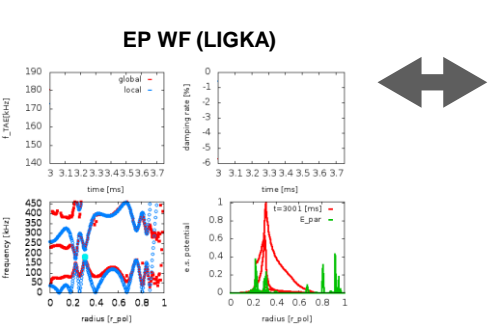 EP WF (LIGKA)
190
180
170
160
150
140
f_TAE[kHz]
global
local
3 3.1 3.2 3.3 3.4 3.5 3.6 3.7
time [ms]
0
-1
-2
-3
-4
-5
-6
damping rate [%]
3 3.1 3.2 3.3 3.4 3.5 3.6 3.7
time [ms]
450
400
350
300
250
200
150
100
50
0
frequency [kHz]
0 0.2 0.4 0.6 0.8 1
radius [r_pol]
1
0.8
0.6
0.4
0.2
0
e.s. potential
t=3001 [ms]
E_par
0 0.2 0.4 0.6 0.8 1
radius [r_pol]